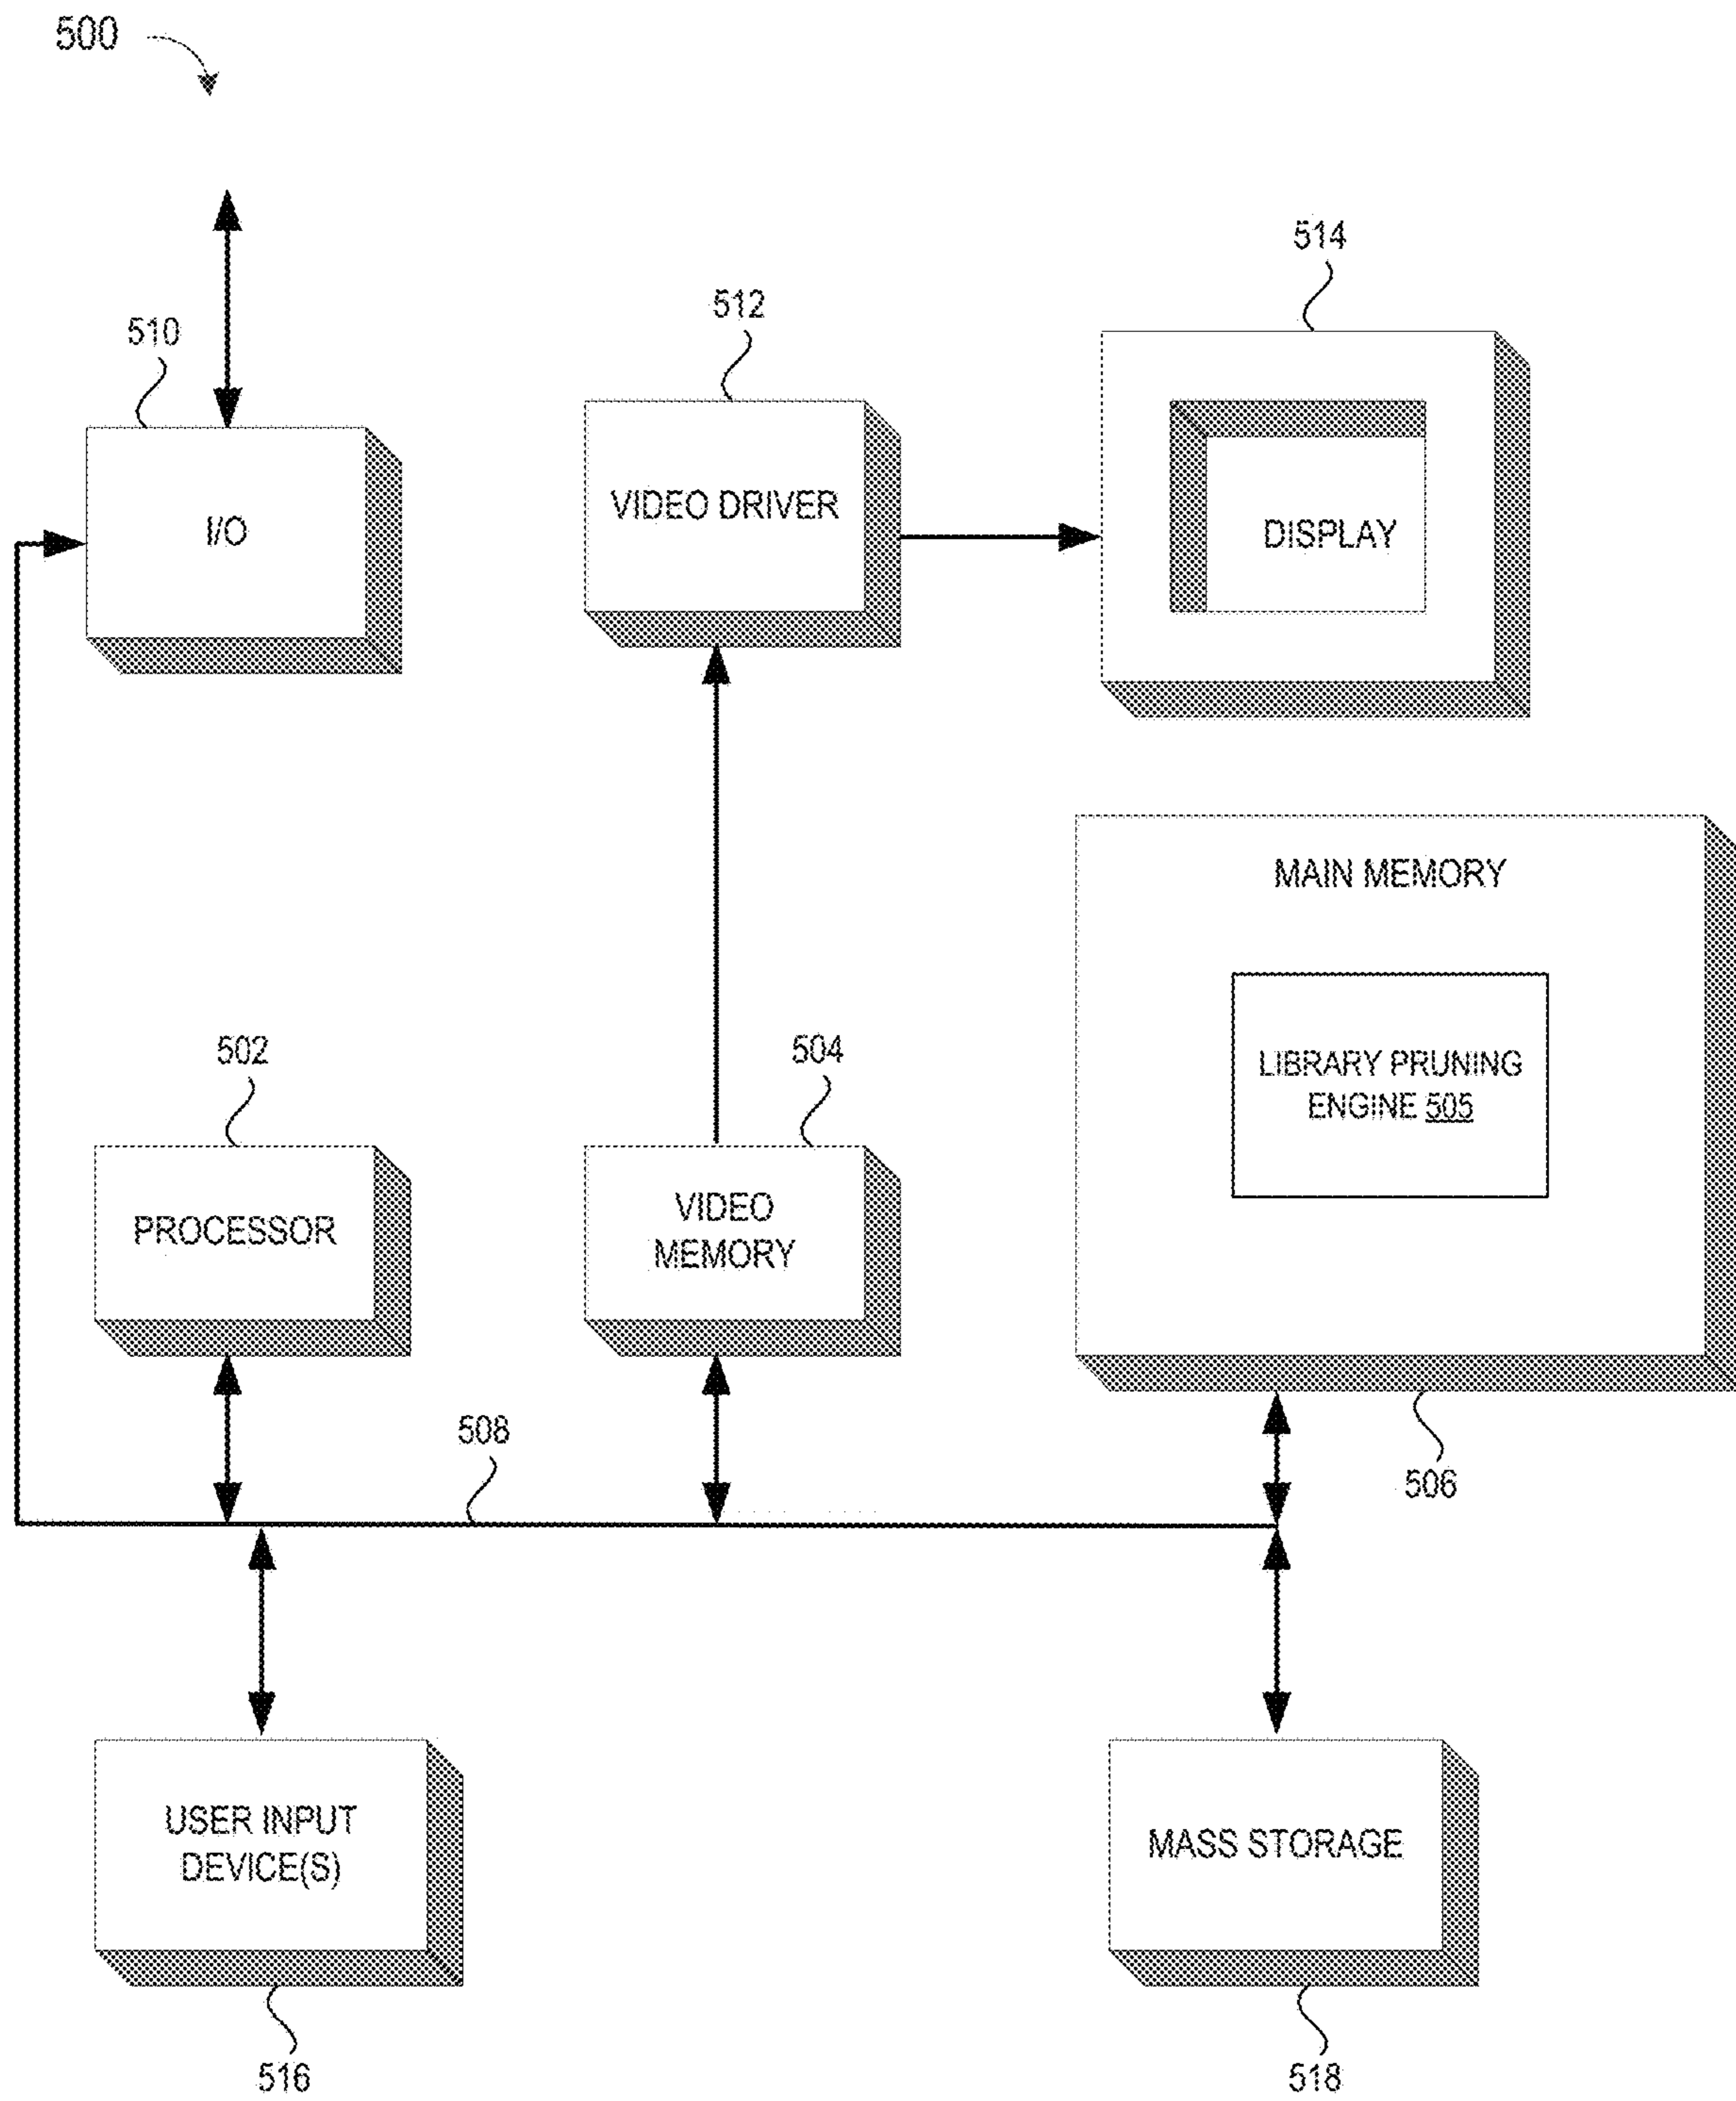 500
514
512
510
VIDEO DRIVER
I/O
DISPLAY
MAIN MEMORY
502
504
LIBRARY PRUNING
ENGINE 505
PROCESSOR
VIDEO
MEMORY
508
506
USER INPUT
DEVICE(S)
MASS STORAGE
516
518